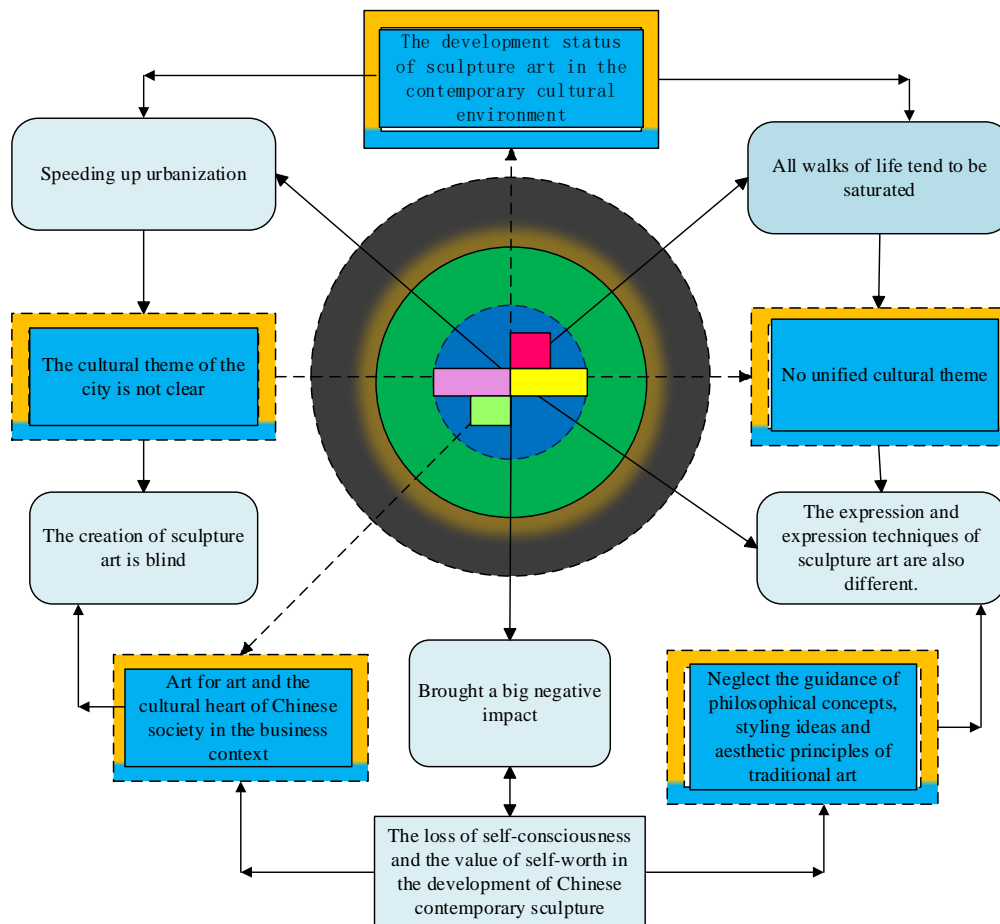 The development status
of sculpture art in the
contemporary cultural
environment
Speeding up urbanization
All walks of life tend to be
saturated
The cultural theme of the
city is not clear
No unified cultural theme
The creation of sculpture
art is blind
The expression and
expression techniques of
sculpture art are also
different.
Art for art and the
cultural heart of Chinese
society in the business
context
Brought a big negative
impact
Neglect the guidance of
philosophical concepts,
styling ideas and
aesthetic principles of
traditional art
The loss of self-consciousness
and the value of self-worth in
the development of Chinese
contemporary sculpture